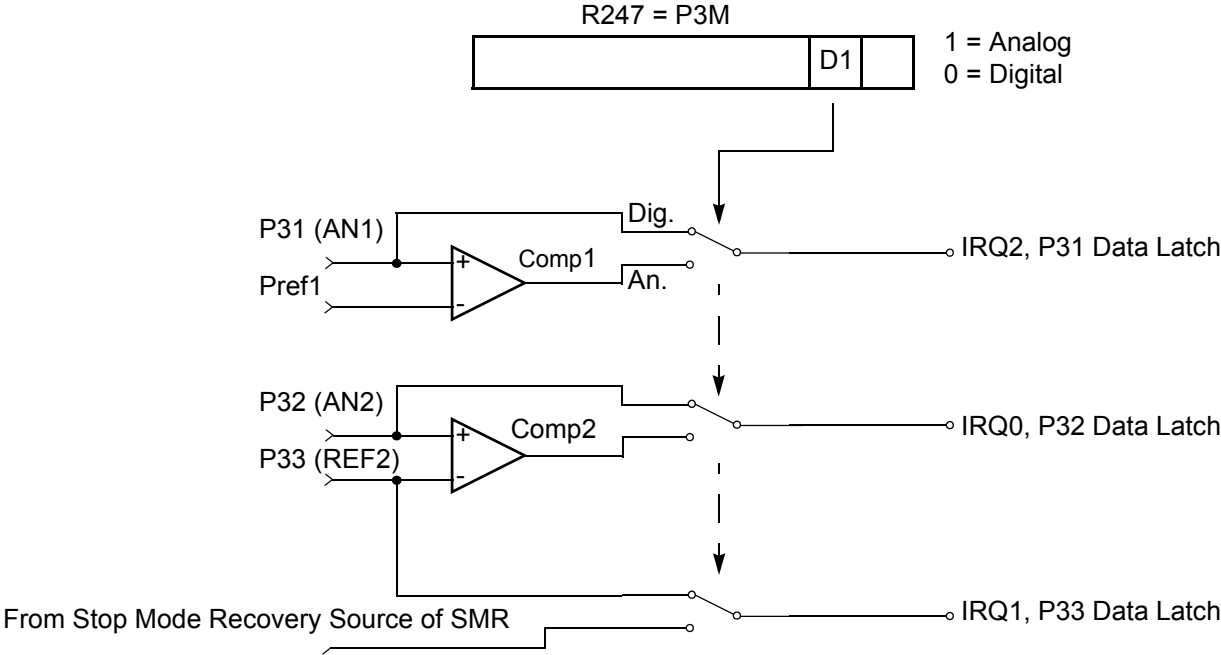 R247 = P3M
D1
1 = Analog
0 = Digital
P31 (AN1)
Pref1
+
-
Comp1
Dig.
An.
IRQ2, P31 Data Latch
P32 (AN2)
P33 (REF2)
+
-
Comp2
IRQ0, P32 Data Latch
From Stop Mode Recovery Source of SMR
IRQ1, P33 Data Latch